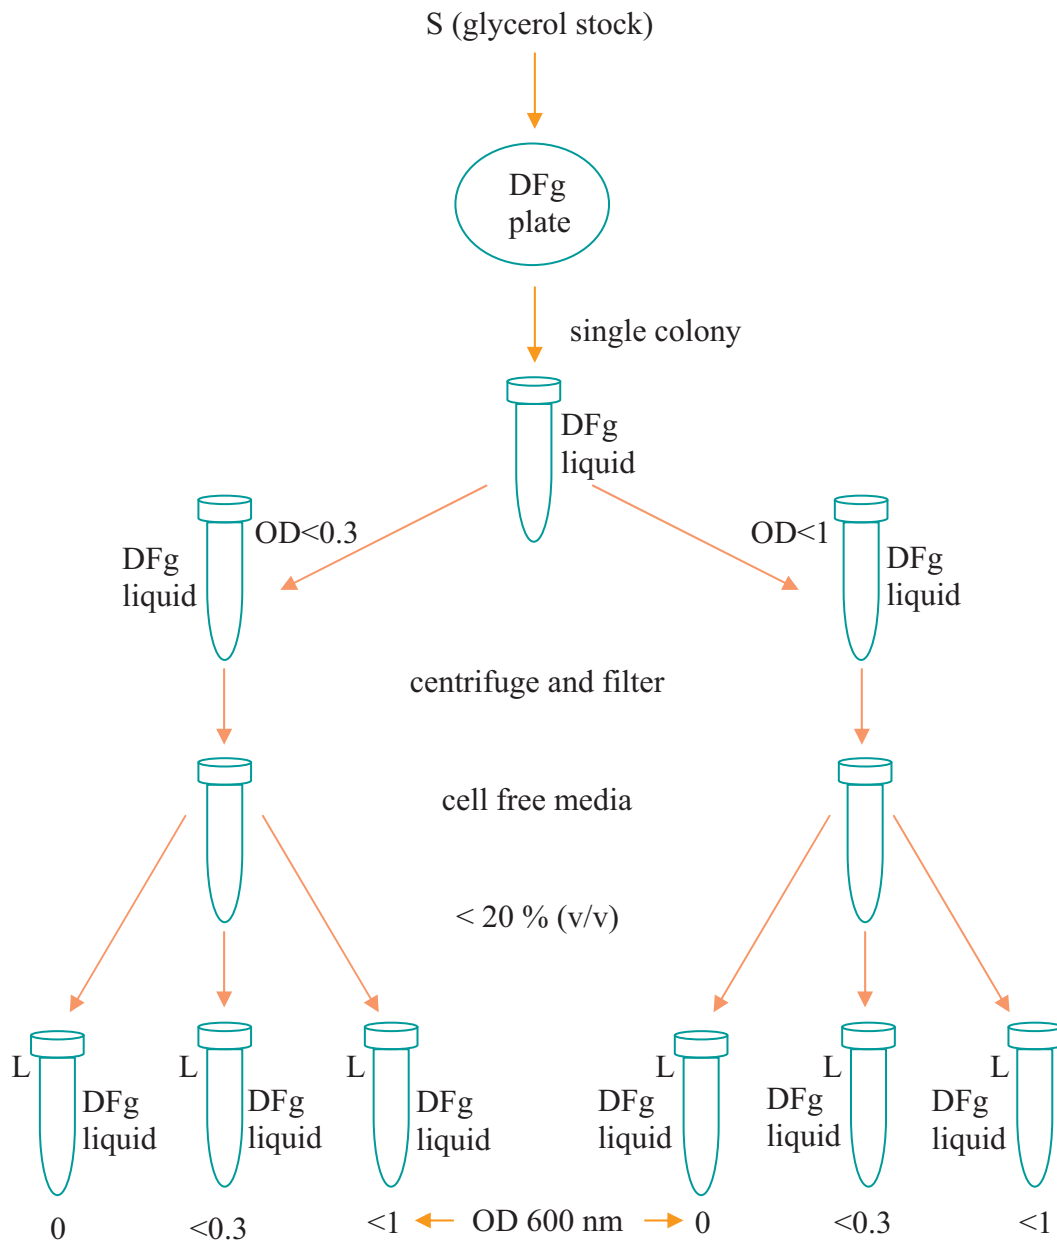 S (glycerol stock)
DFg
plate
single colony
DFg
liquid
OD<0.3
DFg
liquid
OD<1
DFg
liquid
centrifuge and filter
cell free media
< 20 % (v/v)
L
DFg
liquid
L
DFg
liquid
L
DFg
liquid
L
DFg
liquid
L
DFg
liquid
L
DFg
liquid
0
<0.3
<1
OD 600 nm
0
<0.3
<1